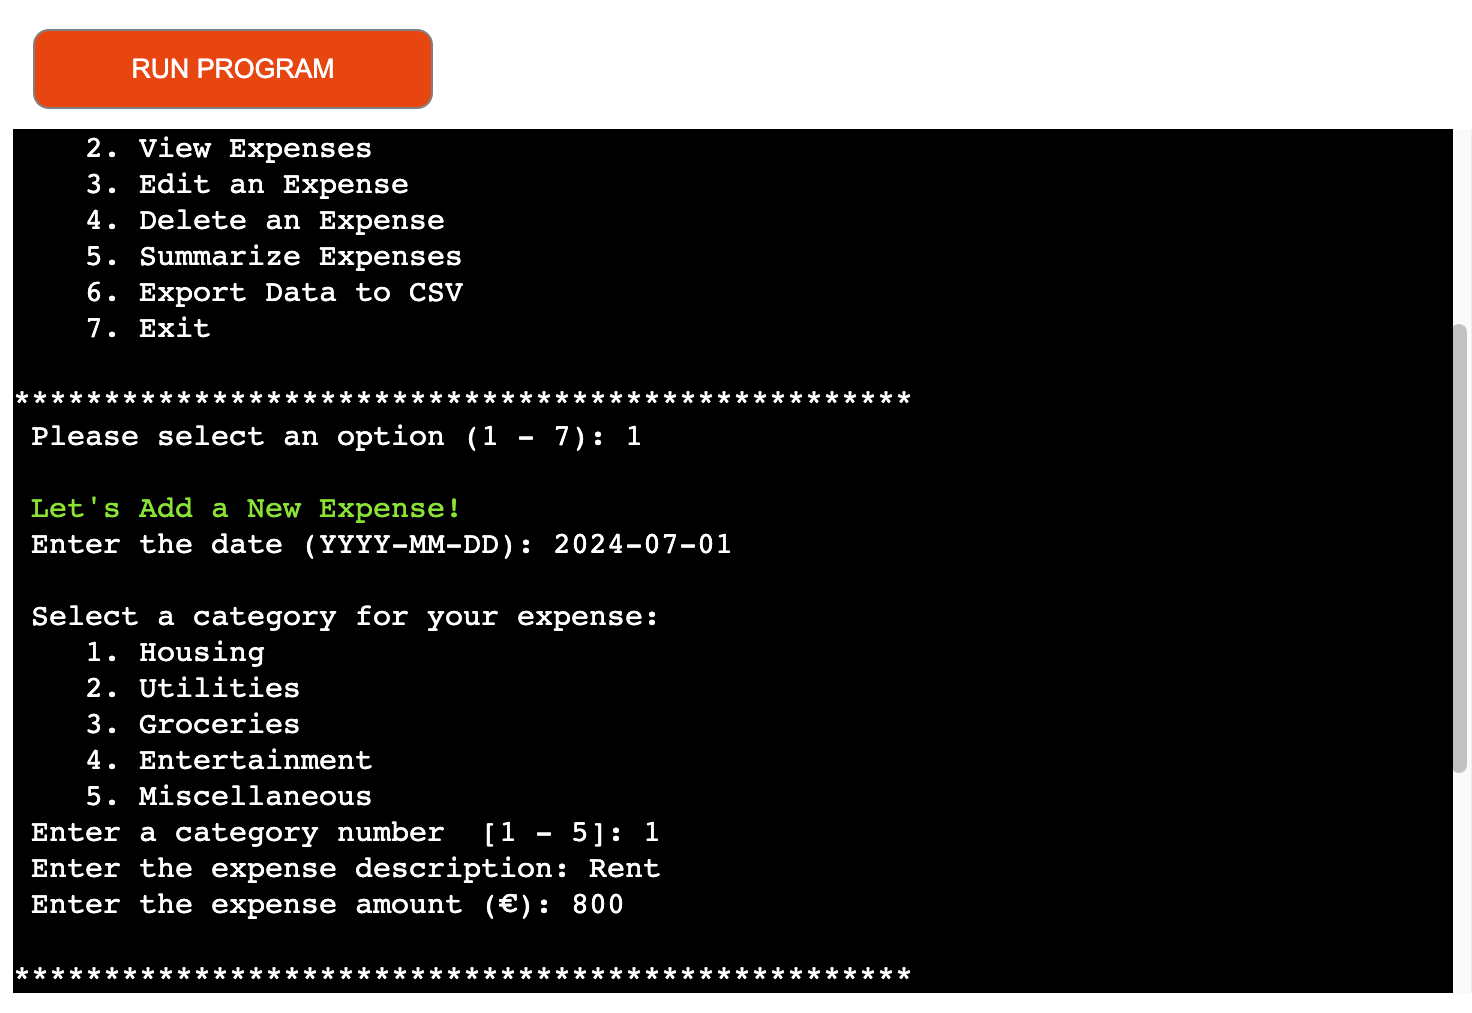 RUN PROGRAM
2. View Expenses
3. Edit an Expense
4. Delete an Expense
5. Summarize Expenses
6. Export Data to CSV
7. Exit
**************************************************
Please select an option (1 - 7): 1
Let's Add a New Expense!
Enter the date (YYYY-MM-DD): 2024-07-01
Select a category for your expense:
1. Housing
2. Utilities
3. Groceries
4. Entertainment
5. Miscellaneous
Enter a category number  [1 - 5]: 1
Enter the expense description: Rent
Enter the expense amount (€): 800
**************************************************